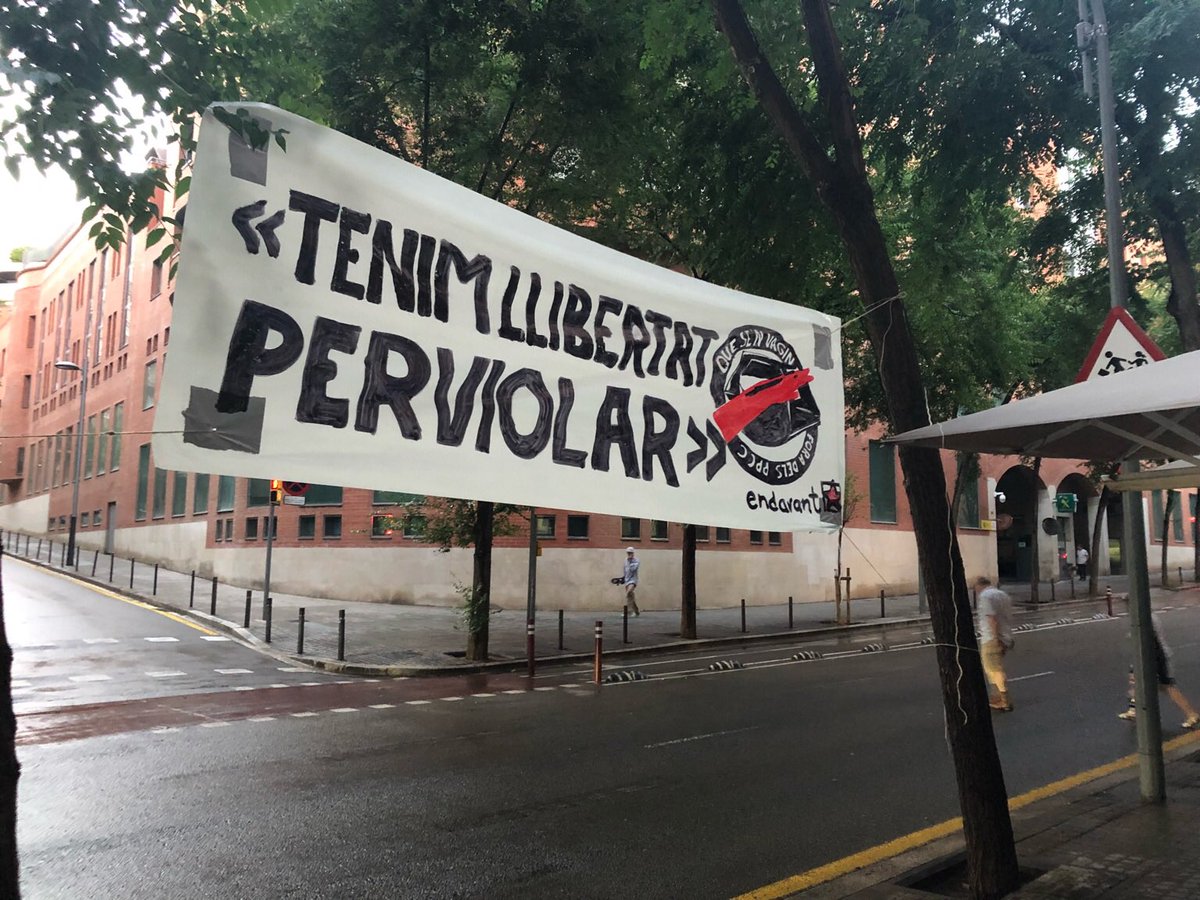 «TENIM LLIBERTAT
PER VIOLAR»
QUE SE'N VAGIN
FORA DELS PPCC
endavant